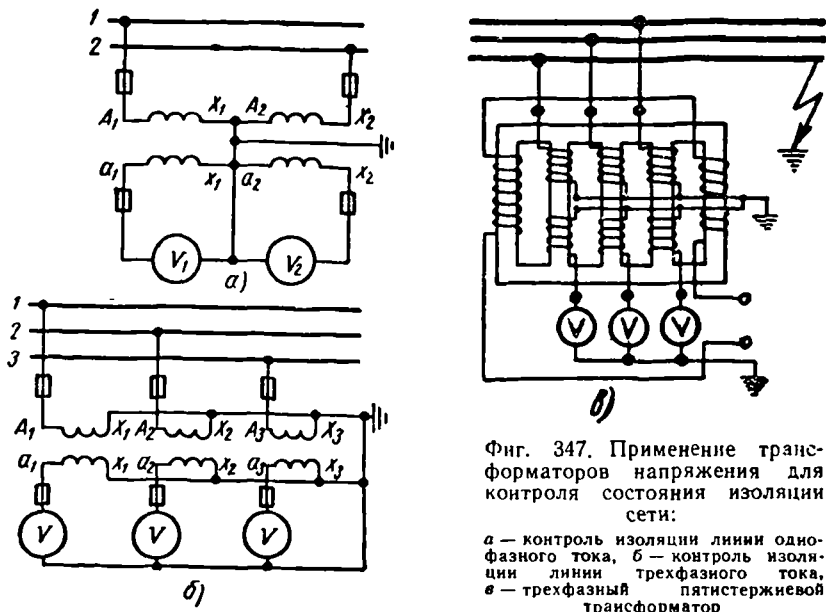 1
2
A₁ x₁ A₂ x₂
a₁ x₁ a₂ x₂
V₁ V₂
а)
1
2
3
A₁ x₁ A₂ x₂ A₃ x₃
a₁ x₁ a₂ x₂ a₃ x₃
V V V
б)
V V V
в)
Фиг. 347. Применение транс-
форматоров напряжения для
контроля состояния изоляции
сети:
а — контроль изоляции линии одно-
фазного тока, б — контроль изоля-
ции линии трехфазного тока,
в — трехфазный пятистержневой
трансформатор